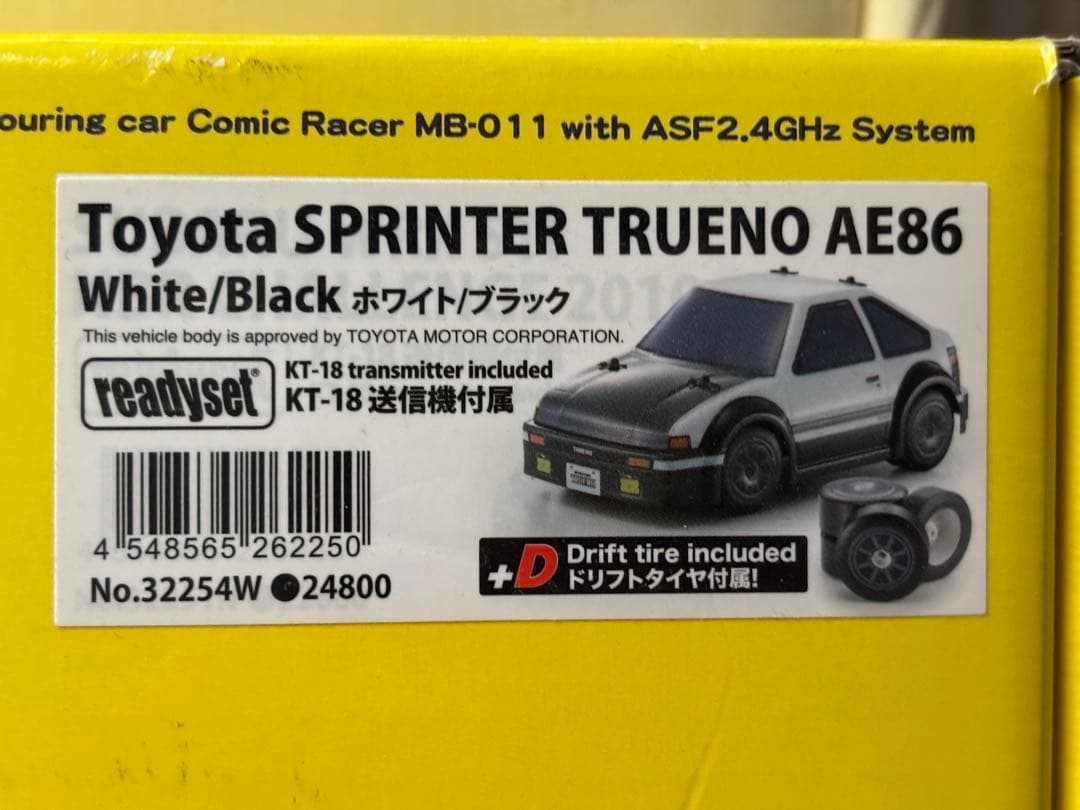 ouring car Comic Racer MB-011 with ASF2.4GHz System
Toyota SPRINTER TRUENO AE86
White/Black ホワイト/ブラック
This vehicle body is approved by TOYOTA MOTOR CORPORATION.
readyset®
KT-18 transmitter included
KT-18 送信機付属
TRUENO
4 548565 262250
No.32254W ●24800
+D Drift tire included
ドリフトタイヤ付属!